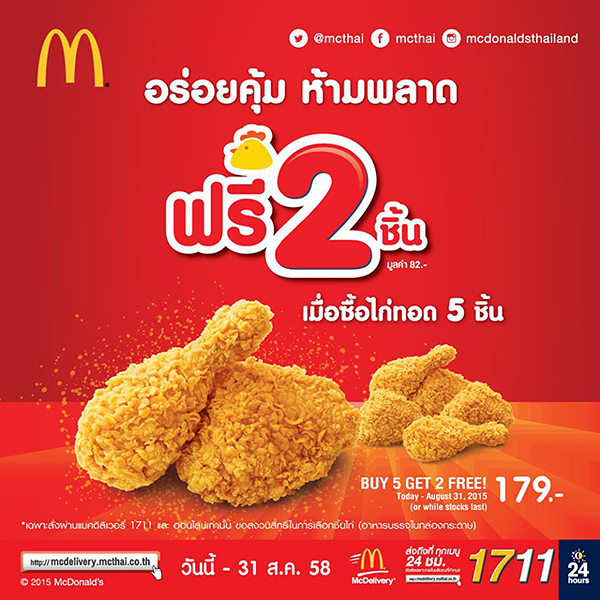 @mcthai mcthai mcdonaldsthailand
อร่อยคุ้ม ห้ามพลาด
ฟรี 2 ชิ้น
มูลค่า 82.-
เมื่อซื้อไก่ทอด 5 ชิ้น
BUY 5 GET 2 FREE!
Today - August 31, 2015
(or while stocks last)
179.-
*เฉพาะสั่งผ่านแมคดิลิเวอรี่ 1711 และ ออนไลน์เท่านั้น ขอสงวนสิทธิ์ในการเลือกชิ้นไก่ (อาหารบรรจุในกล่องกระดาษ)
http://mcdelivery.mcthai.co.th
© 2015 McDonald's
วันนี้ - 31 ส.ค. 58
McDelivery
ส่งถึงที่ ทุกเมนู
24 ชม.
http://mcdelivery.mcthai.co.th
1711
24
hours